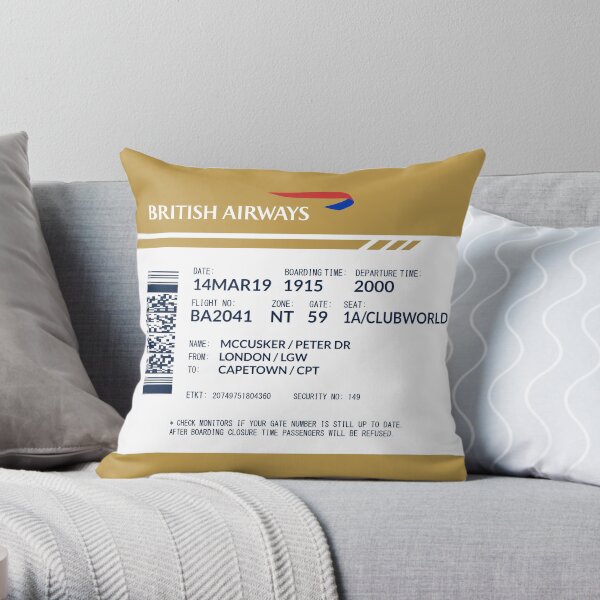 BRITISH AIRWAYS
DATE: BOARDING TIME: DEPARTURE TIME:
14MAR19 1915 2000
FLIGHT NO: ZONE: GATE: SEAT:
BA2041 NT 59 1A/CLUBWORLD
NAME: MCCUSKER / PETER DR
FROM: LONDON / LGW
TO: CAPETOWN / CPT
ETKT: 20749751804360 SECURITY NO: 149
* CHECK MONITORS IF YOUR GATE NUMBER IS STILL UP TO DATE.
AFTER BOARDING CLOSURE TIME PASSENGERS WILL BE REFUSED.